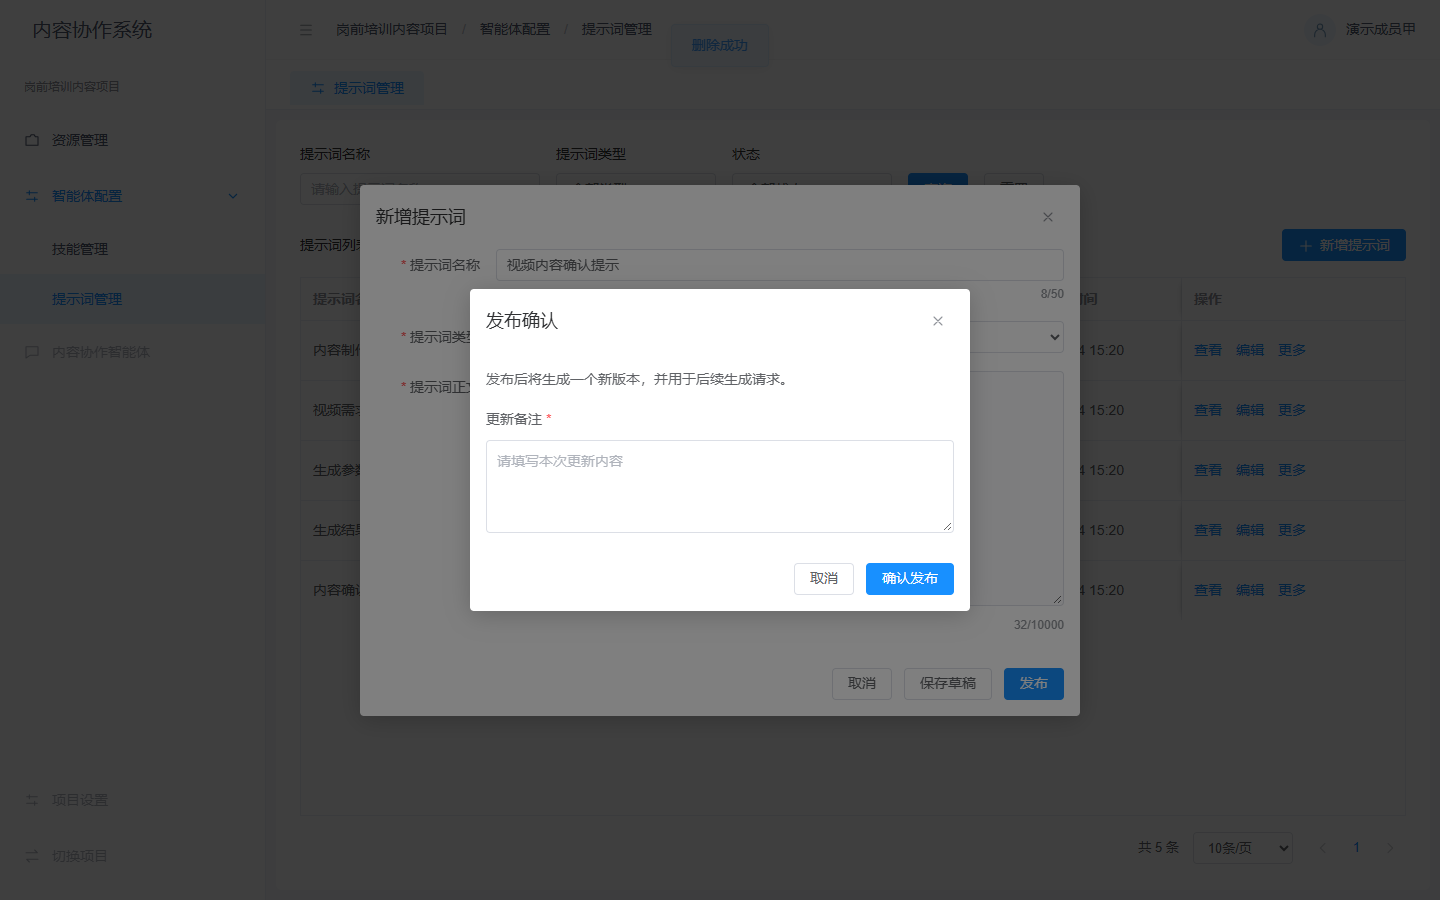 内容协作系统
岗前培训内容项目 / 智能体配置 / 提示词管理
删除成功
演示成员甲
岗前培训内容项目
提示词管理
资源管理
智能体配置
技能管理
提示词管理
内容协作智能体
项目设置
切换项目
提示词名称 提示词类型 状态
请输入
提示词列
新增提示词
新增提示词
* 提示词名称 视频内容确认提示
8/50
* 提示词类
* 提示词正
32/10000
取消 保存草稿 发布
发布确认
发布后将生成一个新版本，并用于后续生成请求。
更新备注 *
请填写本次更新内容
取消 确认发布
提示词 间 操作
内容制 15:20 查看 编辑 更多
视频需 15:20 查看 编辑 更多
生成参 15:20 查看 编辑 更多
生成结 15:20 查看 编辑 更多
内容确 15:20 查看 编辑 更多
共 5 条 10条/页 1